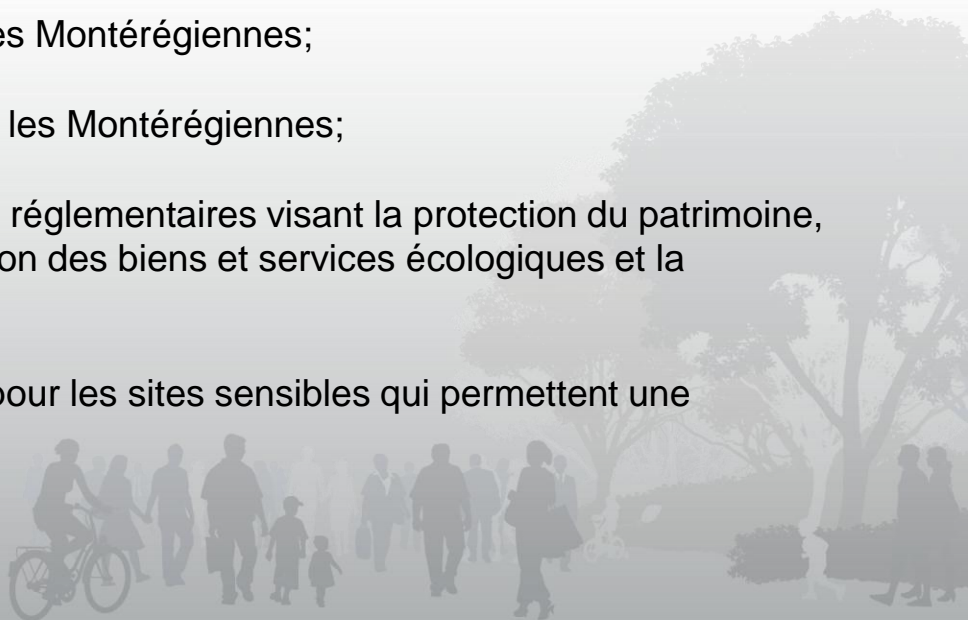 es Montérégiennes;
les Montérégiennes;
réglementaires visant la protection du patrimoine,
on des biens et services écologiques et la
pour les sites sensibles qui permettent une